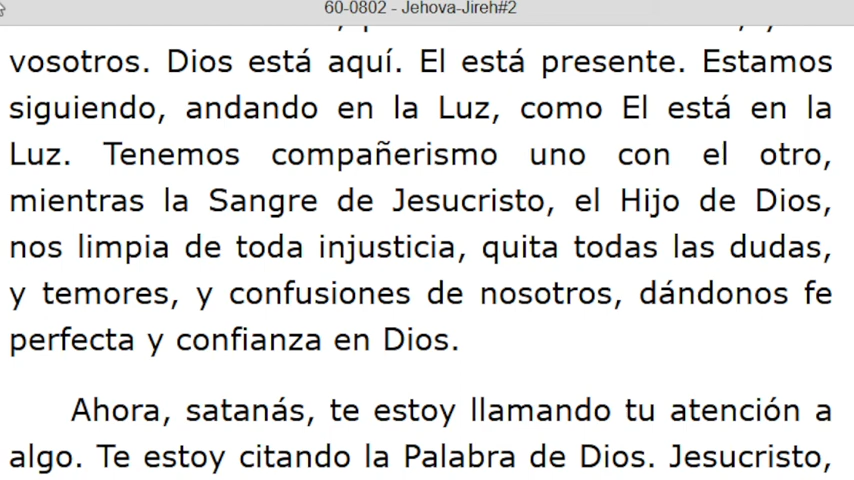 60-0802 - Jehova-Jireh#2
vosotros. Dios está aquí. El está presente. Estamos
siguiendo, andando en la Luz, como El está en la
Luz. Tenemos compañerismo uno con el otro,
mientras la Sangre de Jesucristo, el Hijo de Dios,
nos limpia de toda injusticia, quita todas las dudas,
y temores, y confusiones de nosotros, dándonos fe
perfecta y confianza en Dios.
Ahora, satanás, te estoy llamando tu atención a
algo. Te estoy citando la Palabra de Dios. Jesucristo,